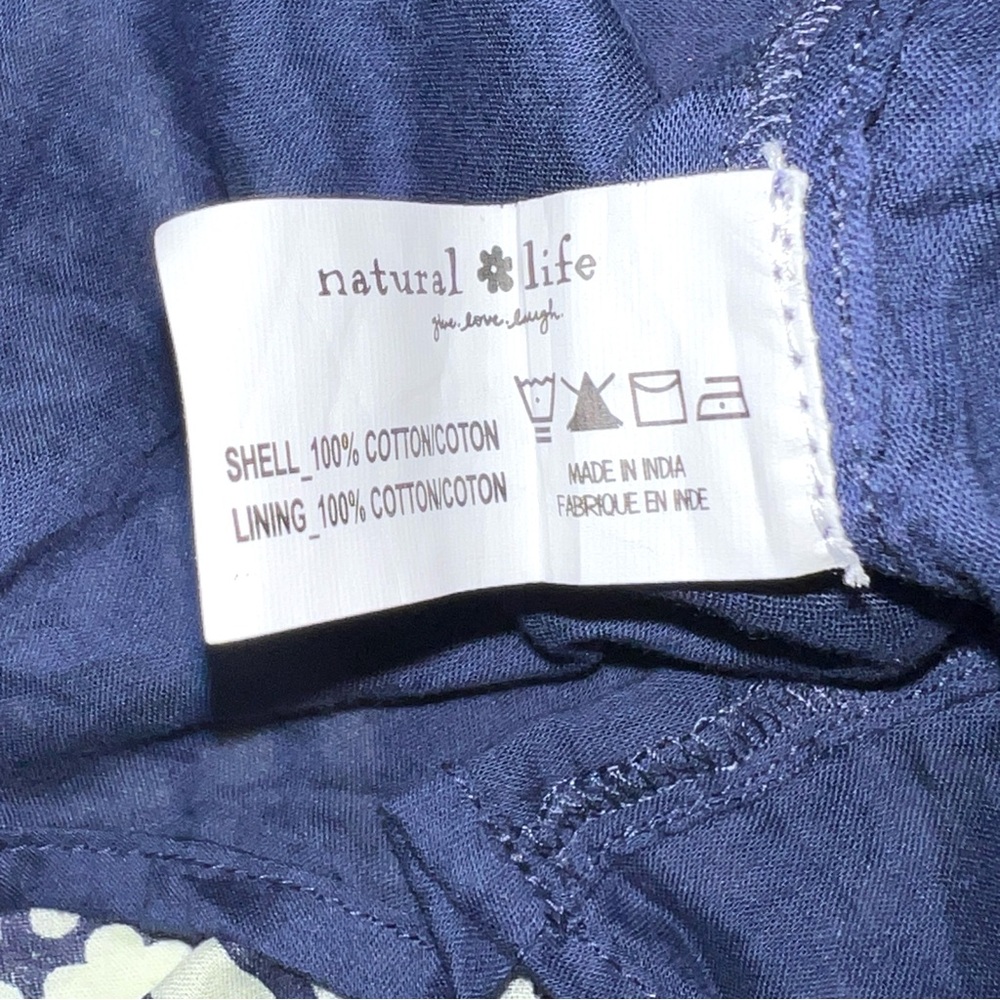 natural life
give.love.laugh.
SHELL_100% COTTON/COTON
LINING_100% COTTON/COTON
MADE IN INDIA
FABRIQUE EN INDE